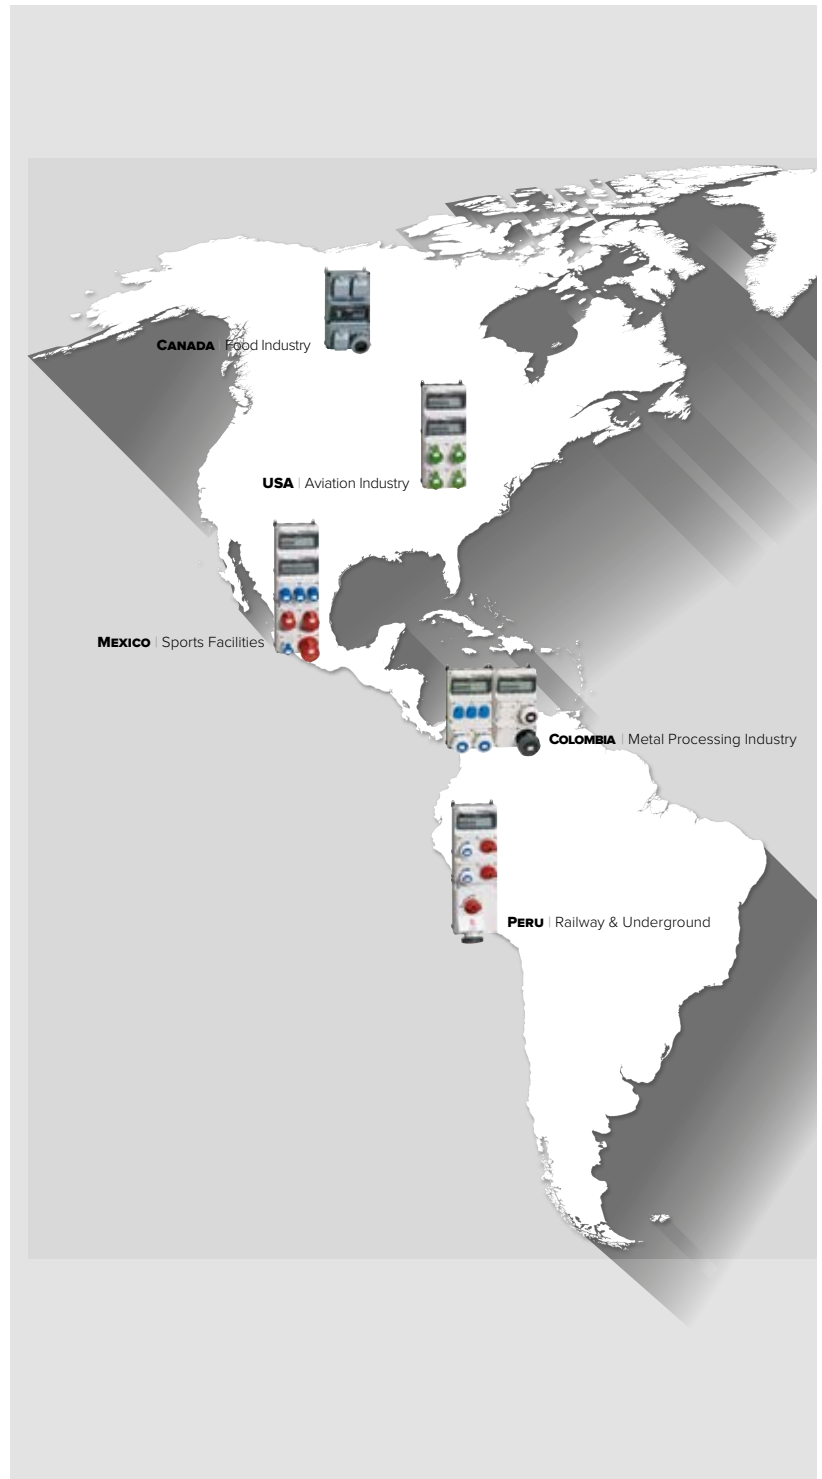 CANADA | Food Industry
USA | Aviation Industry
MEXICO | Sports Facilities
COLOMBIA | Metal Processing Industry
PERU | Railway & Underground